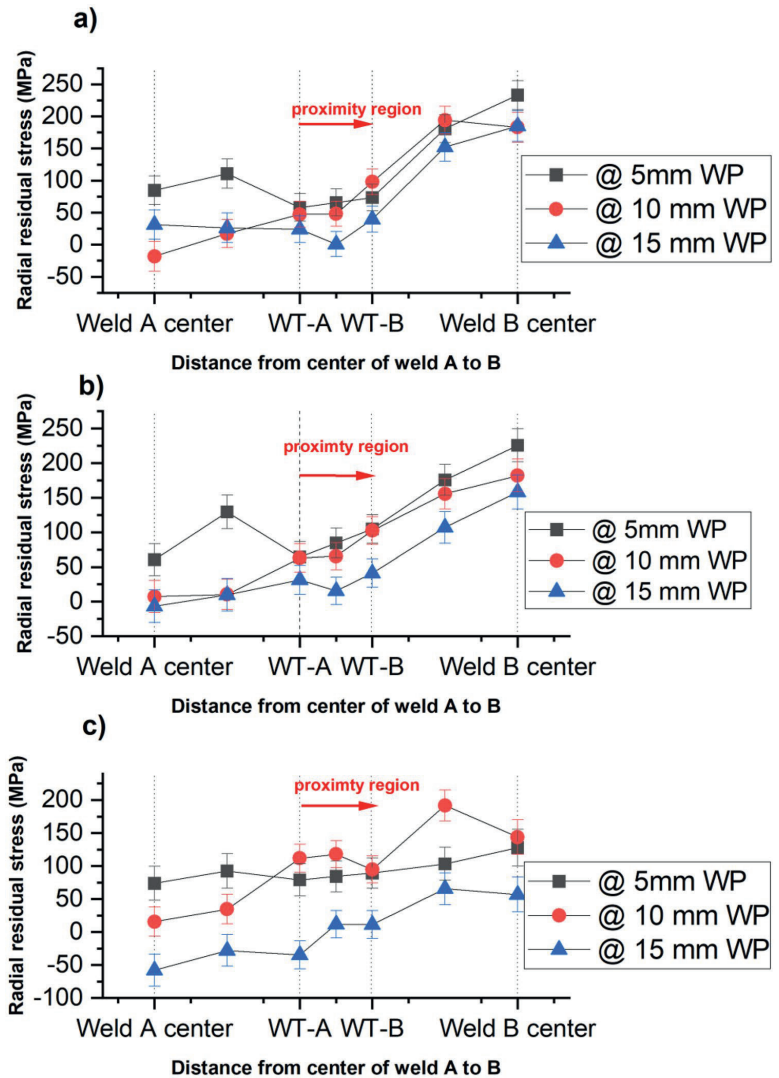 a)
Radial residual stress (MPa)
250
200
150
100
50
0
-50
proximity region
@ 5mm WP
@ 10 mm WP
@ 15 mm WP
Weld A center
WT-A
WT-B
Weld B center
Distance from center of weld A to B
b)
Radial residual stress (MPa)
250
200
150
100
50
0
-50
proximty region
@ 5mm WP
@ 10 mm WP
@ 15 mm WP
Weld A center
WT-A
WT-B
Weld B center
Distance from center of weld A to B
c)
Radial residual stress (MPa)
200
150
100
50
0
-50
-100
proximty region
@ 5mm WP
@ 10 mm WP
@ 15 mm WP
Weld A center
WT-A
WT-B
Weld B center
Distance from center of weld A to B